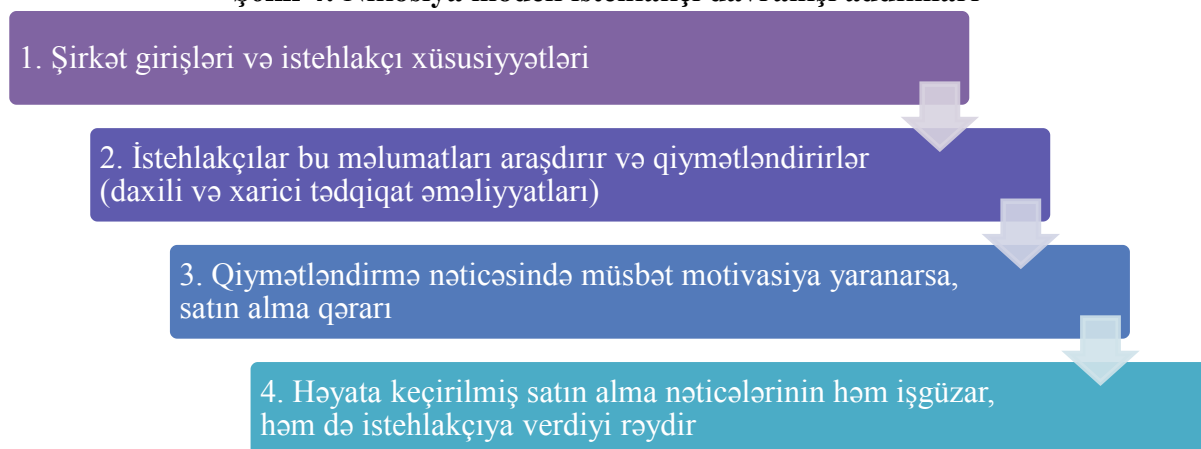 1. Şirkət girişləri və istehlakçı xüsusiyyətləri
2. İstehlakçılar bu məlumatları araşdırır və qiymətləndirirlər
(daxili və xarici tədqiqat əməliyyatları)
3. Qiymətləndirmə nəticəsində müsbət motivasiya yaranarsa,
satın alma qərarı
4. Həyata keçirilmiş satın alma nəticələrinin həm işgüzar,
həm də istehlakçıya verdiyi rəydir